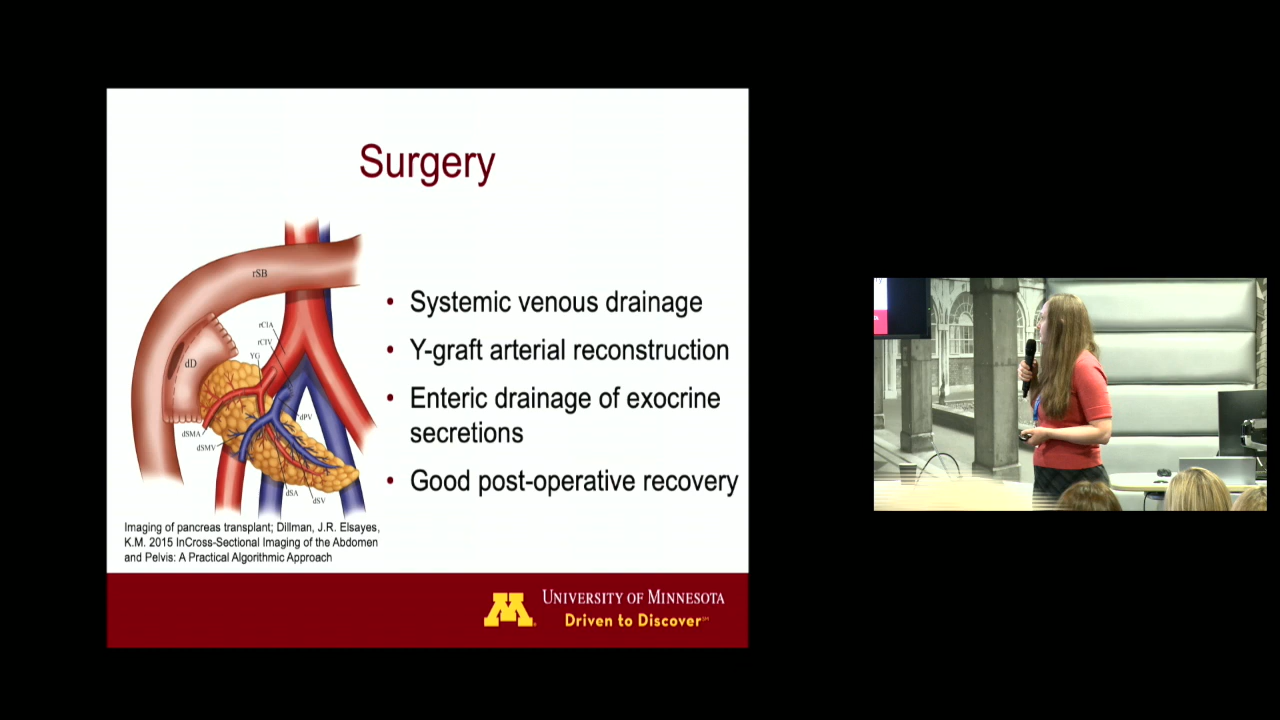 Surgery
rSB
rCIA
rCIV
YG
dD
dPV
dSMA
dSMV
dSA
dSV
• Systemic venous drainage
• Y-graft arterial reconstruction
• Enteric drainage of exocrine
secretions
• Good post-operative recovery
Imaging of pancreas transplant; Dillman, J.R. Elsayes,
K.M. 2015 InCross-Sectional Imaging of the Abdomen
and Pelvis: A Practical Algorithmic Approach
M
UNIVERSITY OF MINNESOTA
Driven to Discover℠